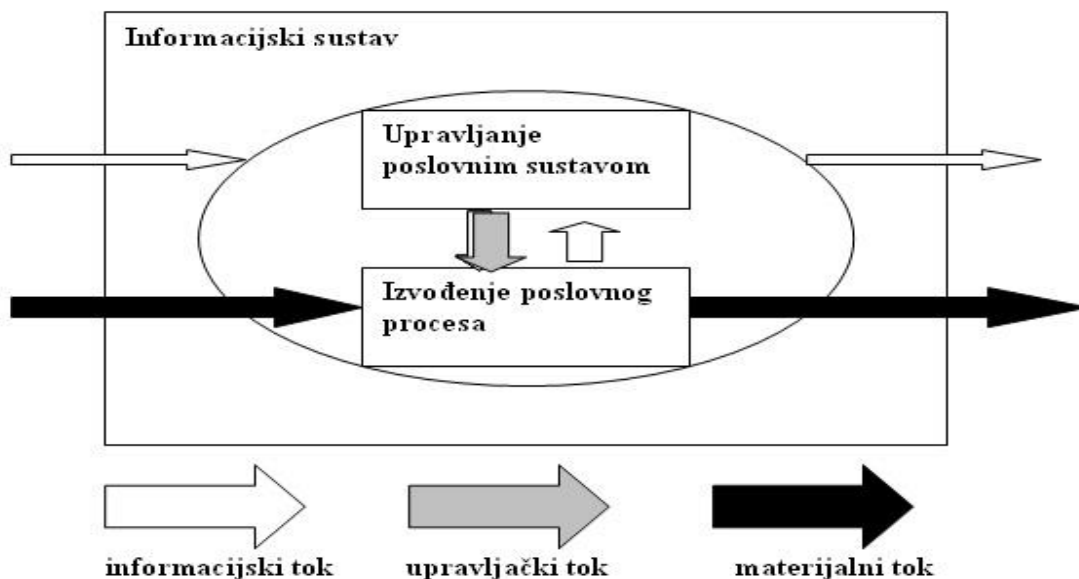 Informacijski sustav
Upravljanje
poslovnim sustavom
Izvođenje poslovnog
procesa
informacijski tok
upravljački tok
materijalni tok